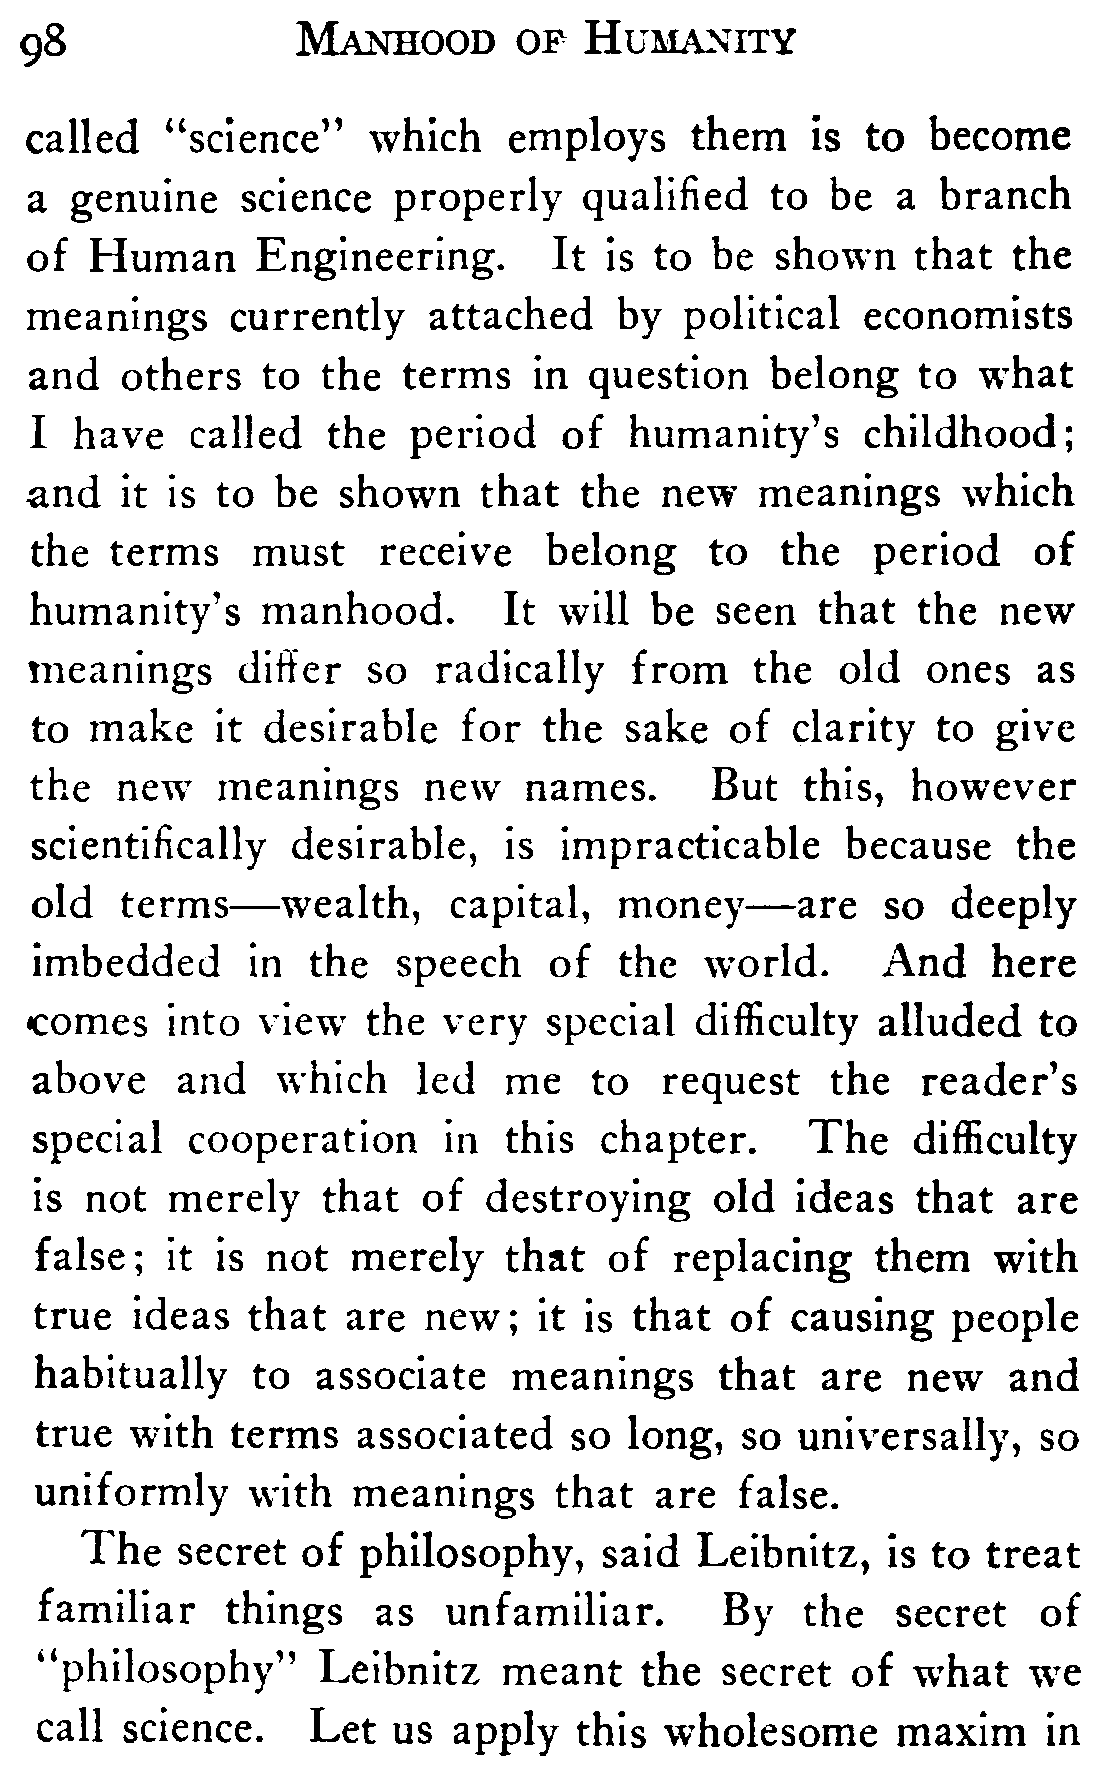 98 MANHOOD OF HUMANITY
called "science" which employs them is to become
a genuine science properly qualified to be a branch
of Human Engineering. It is to be shown that the
meanings currently attached by political economists
and others to the terms in question belong to what
I have called the period of humanity's childhood;
and it is to be shown that the new meanings which
the terms must receive belong to the period of
humanity's manhood. It will be seen that the new
meanings differ so radically from the old ones as
to make it desirable for the sake of clarity to give
the new meanings new names. But this, however
scientifically desirable, is impracticable because the
old terms—wealth, capital, money—are so deeply
imbedded in the speech of the world. And here
comes into view the very special difficulty alluded to
above and which led me to request the reader's
special cooperation in this chapter. The difficulty
is not merely that of destroying old ideas that are
false; it is not merely that of replacing them with
true ideas that are new; it is that of causing people
habitually to associate meanings that are new and
true with terms associated so long, so universally, so
uniformly with meanings that are false.
The secret of philosophy, said Leibnitz, is to treat
familiar things as unfamiliar. By the secret of
"philosophy" Leibnitz meant the secret of what we
call science. Let us apply this wholesome maxim in